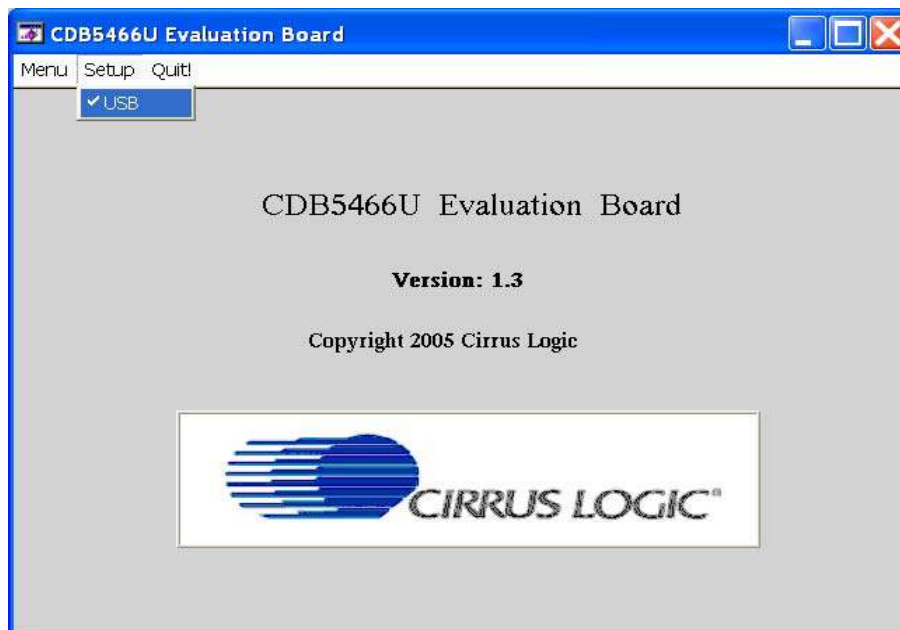 CDB5466U Evaluation Board
Menu Setup Quit!
USB
CDB5466U Evaluation Board
Version: 1.3
Copyright 2005 Cirrus Logic
CIRRUS LOGIC®